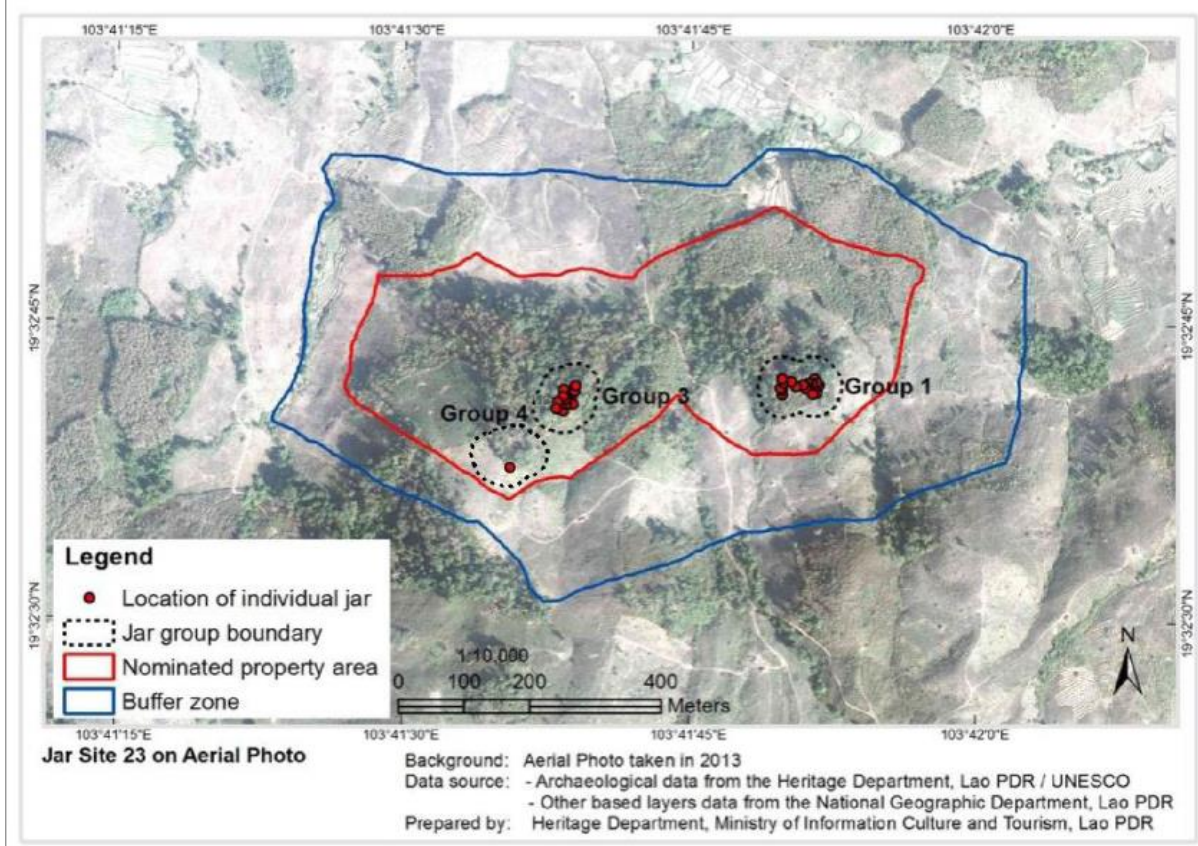 103°41'15"E 103°41'30"E 103°41'45"E 103°42'0"E
19°32'45"N 19°32'45"N
Group 3 Group 1
Group 4
Legend
Location of individual jar
Jar group boundary
Nominated property area
Buffer zone
19°32'30"N 19°32'30"N
N
1:10,000
0 100 200 400
Meters
103°41'15"E 103°41'30"E 103°41'45"E 103°42'0"E
Jar Site 23 on Aerial Photo
Background: Aerial Photo taken in 2013
Data source: - Archaeological data from the Heritage Department, Lao PDR / UNESCO
- Other based layers data from the National Geographic Department, Lao PDR
Prepared by: Heritage Department, Ministry of Information Culture and Tourism, Lao PDR